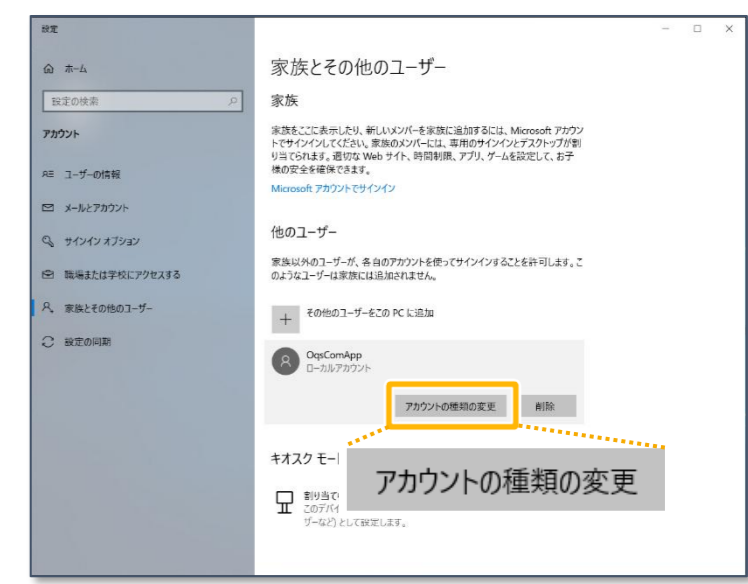 設定
ホーム
設定の検索
アカウント
ユーザーの情報
メールとアカウント
サインイン オプション
職場または学校にアクセスする
家族とその他のユーザー
設定の同期
家族とその他のユーザー
家族
家族をここに表示したり、新しいメンバーを家族に追加するには、Microsoft アカウン
トでサインインしてください。家族のメンバーには、専用のサインインとデスクトップが割
り当てられます。適切な Web サイト、時間制限、アプリ、ゲームを設定して、お子
様の安全を確保できます。
Microsoft アカウントでサインイン
他のユーザー
家族以外のユーザーが、各自のアカウントを使ってサインインすることを許可します。こ
のようなユーザーは家族には追加されません。
その他のユーザーをこの PC に追加
OqsComApp
ローカルアカウント
アカウントの種類の変更
削除
キオスク モー
アカウントの種類の変更
割り当て
このデバイ
ザーなど) として設定します。